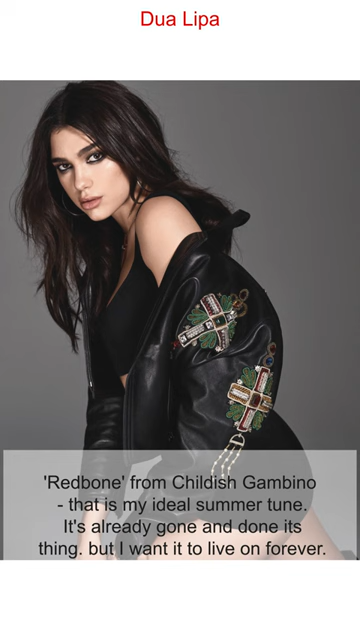 Dua Lipa
'Redbone' from Childish Gambino
- that is my ideal summer tune.
It's already gone and done its
thing. but I want it to live on forever.